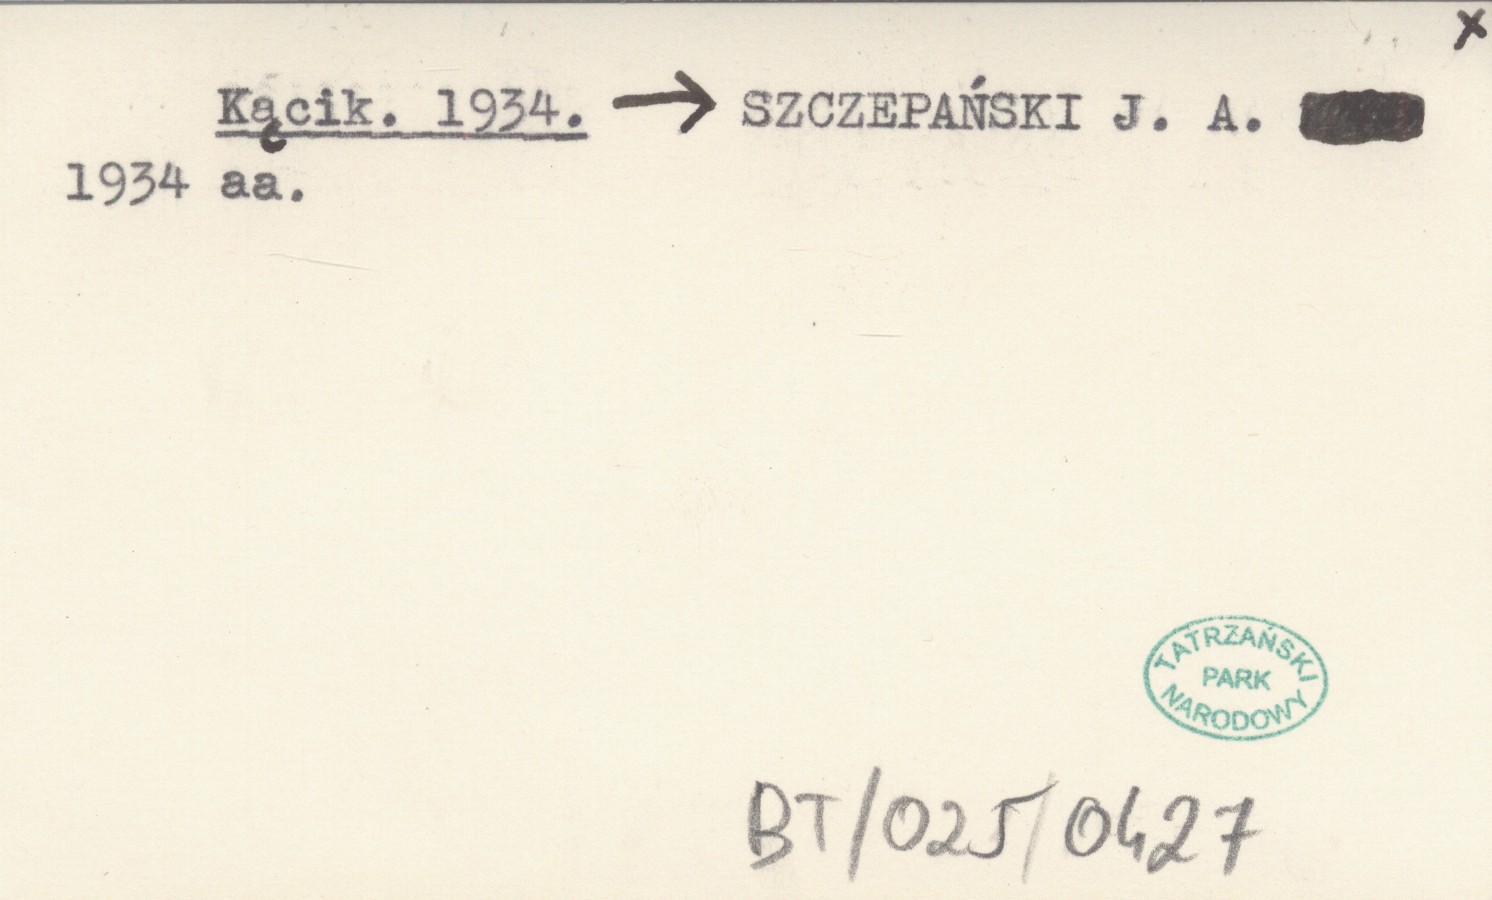 x
Kącik. 1934. → SZCZEPAŃSKI J. A.
1934 aa.
TATRZAŃSKI
PARK
NARODOWY
BT/025/0427